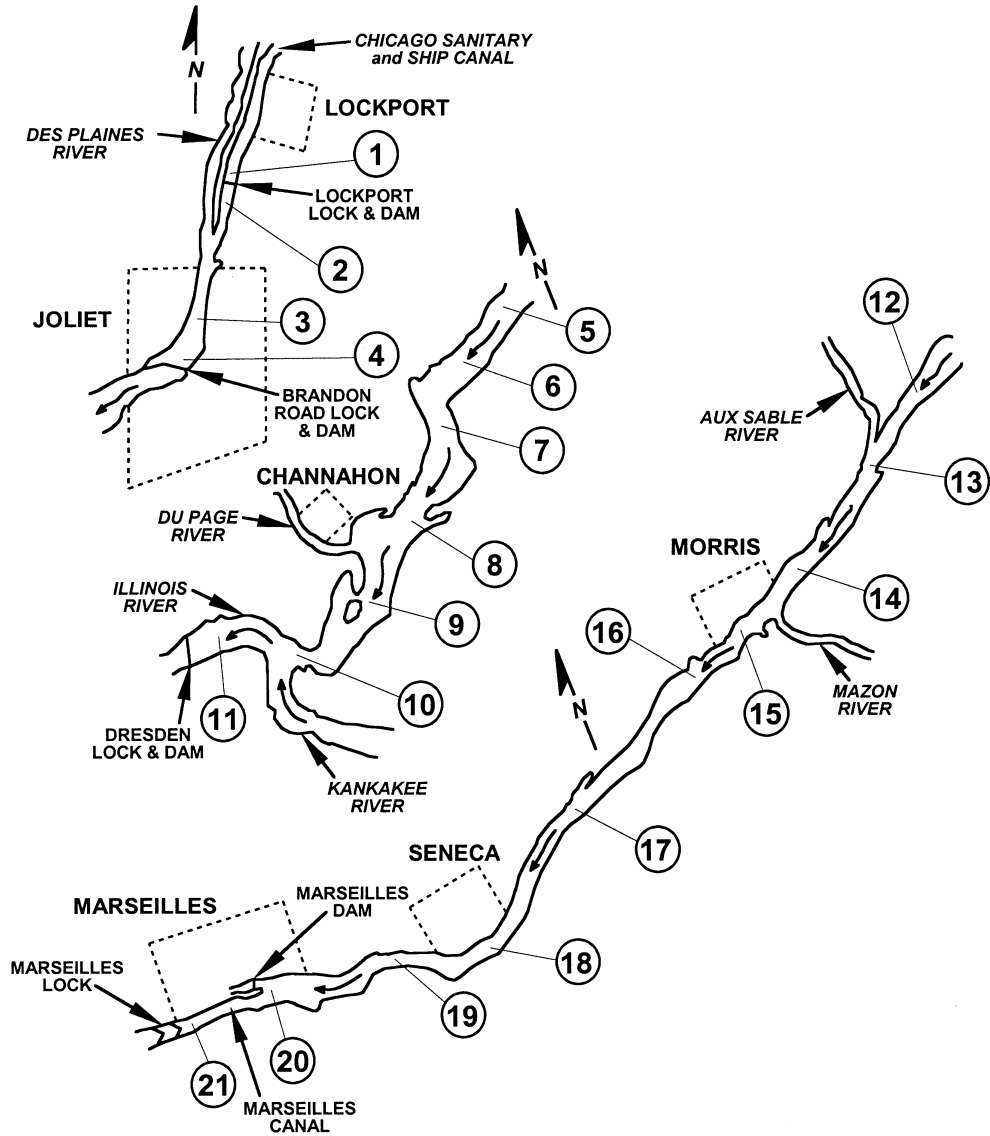 N
CHICAGO SANITARY
and SHIP CANAL
LOCKPORT
DES PLAINES
RIVER
1
LOCKPORT
LOCK & DAM
2
JOLIET
3
4
BRANDON
ROAD LOCK
& DAM
N
5
6
7
CHANNAHON
DU PAGE
RIVER
8
ILLINOIS
RIVER
9
10
11
DRESDEN
LOCK & DAM
KANKAKEE
RIVER
12
AUX SABLE
RIVER
13
MORRIS
14
16
15
MAZON
RIVER
N
17
SENECA
MARSEILLES
MARSEILLES
DAM
MARSEILLES
LOCK
18
19
20
21
MARSEILLES
CANAL